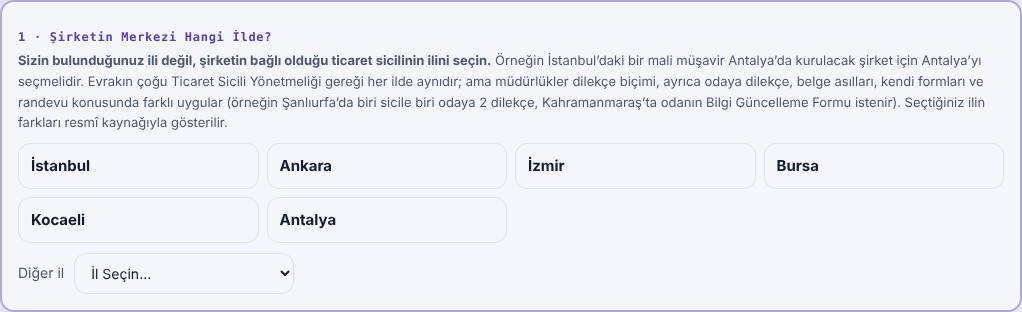 1 · Şirketin Merkezi Hangi İlde?
Sizin bulunduğunuz ili değil, şirketin bağlı olduğu ticaret sicilinin ilini seçin. Örneğin İstanbul’daki bir mali müşavir Antalya’da kurulacak şirket için Antalya’yı
seçmelidir. Evrakın çoğu Ticaret Sicili Yönetmeliği gereği her ilde aynıdır; ama müdürlükler dilekçe biçimi, ayrıca odaya dilekçe, belge asılları, kendi formları ve
randevu konusunda farklı uygular (örneğin Şanlıurfa’da biri sicile biri odaya 2 dilekçe, Kahramanmaraş’ta odanın Bilgi Güncelleme Formu istenir). Seçtiğiniz ilin
farkları resmî kaynağıyla gösterilir.
İstanbul
Ankara
İzmir
Bursa
Kocaeli
Antalya
Diğer il
İl Seçin...